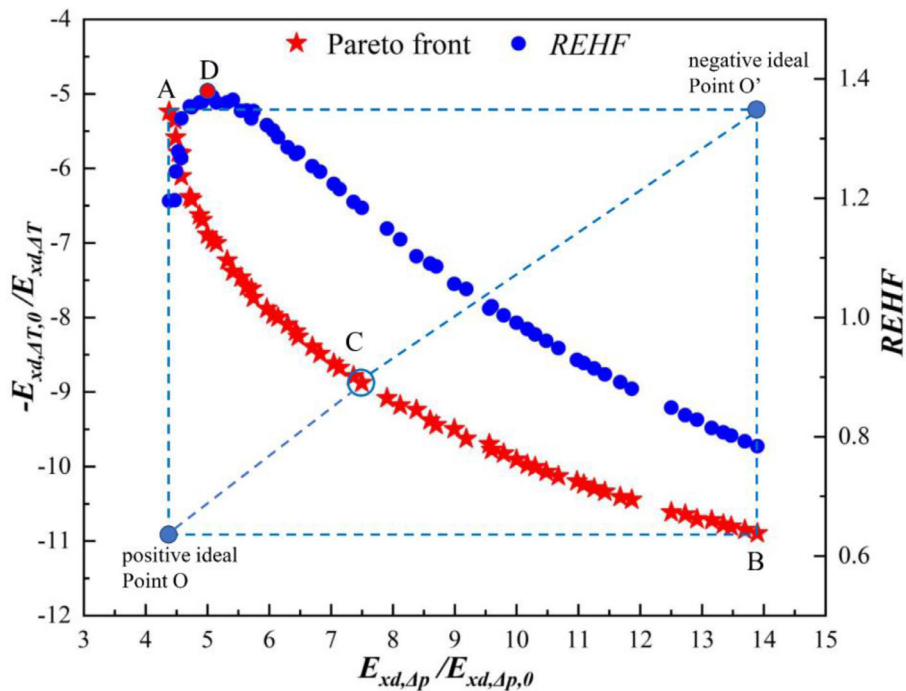 -4
-5
-6
-7
-8
-9
-10
-11
-12
-E_{xd,ΔT,0} /E_{xd,ΔT}
Pareto front
REHF
A
D
negative ideal
Point O’
C
positive ideal
Point O
B
1.4
1.2
1.0
0.8
0.6
REHF
3 4 5 6 7 8 9 10 11 12 13 14 15
E_{xd,Δp} /E_{xd,Δp,0}